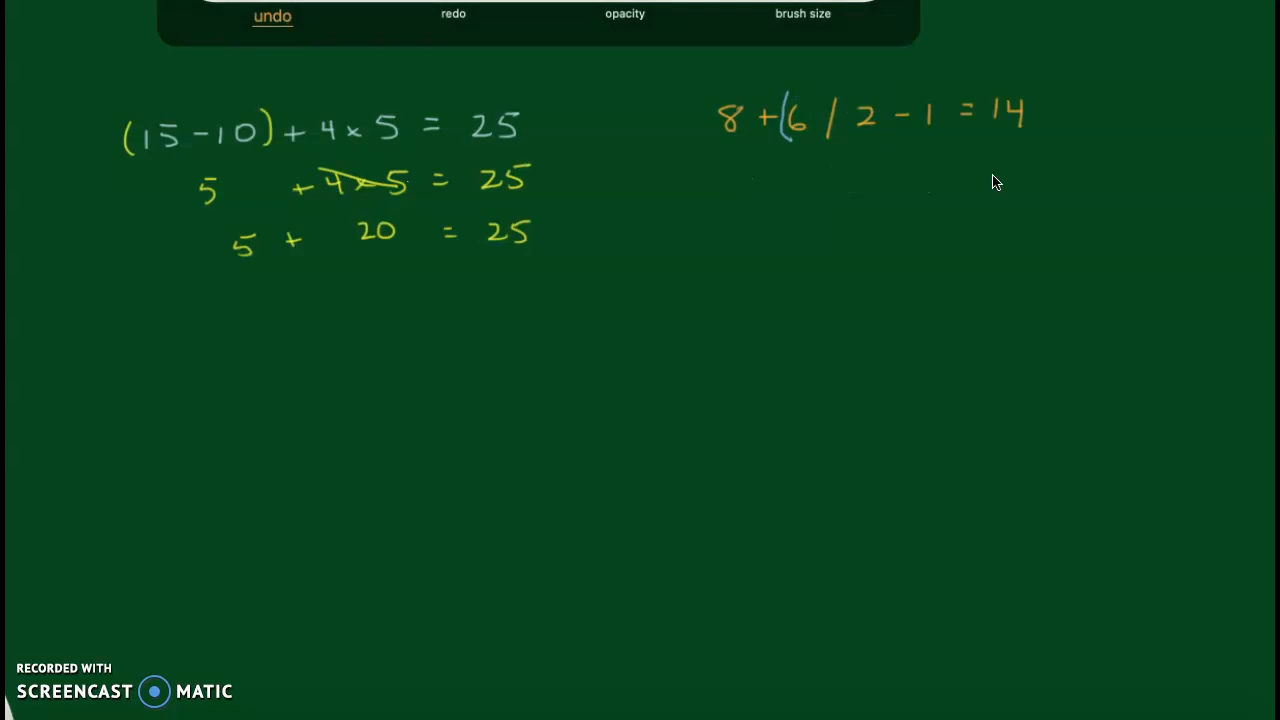 undo redo opacity brush size
(15-10) + 4 × 5 = 25
5 + 4 × 5 = 25
5 + 20 = 25
8 + (6 / 2 - 1 = 14
RECORDED WITH
SCREENCAST MATIC